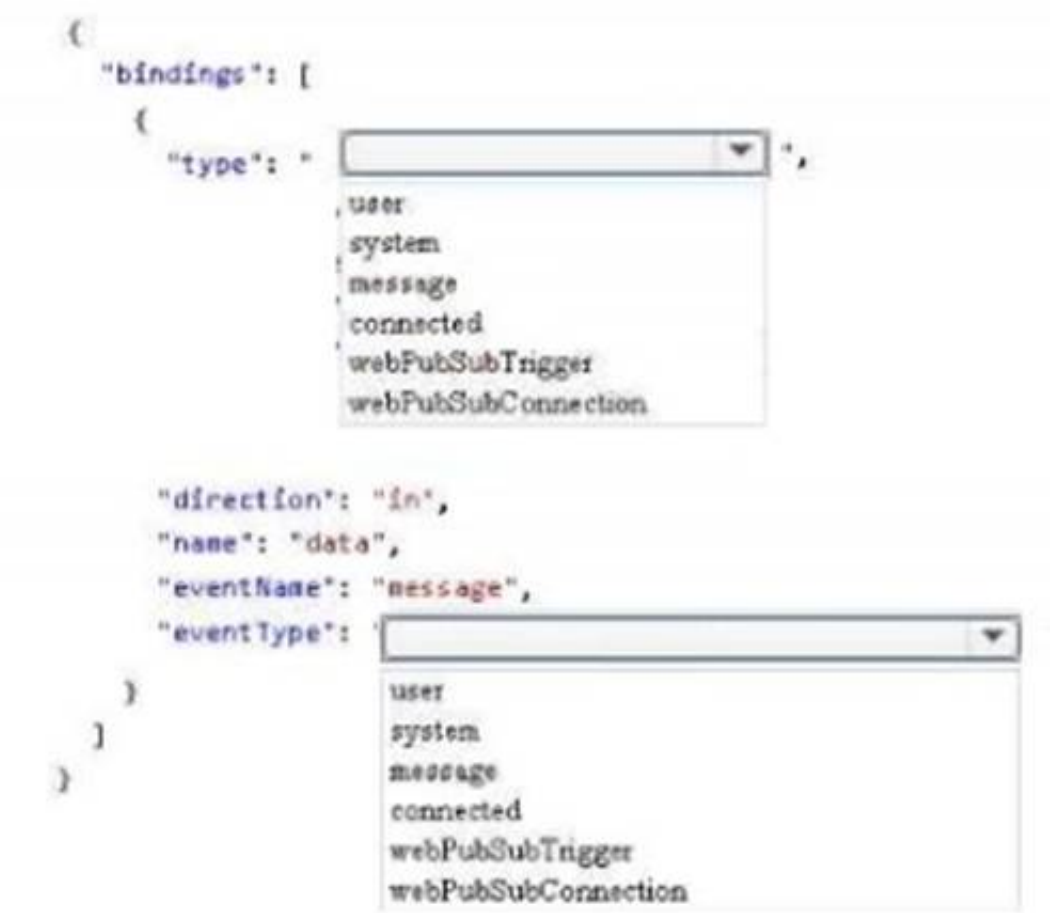 {
"bindings": [
{
"type": " ",
user
system
message
connected
webPubSubTrigger
webPubSubConnection
"direction": "in",
"name": "data",
"eventName": "message",
"eventType": "
user
system
message
connected
webPubSubTrigger
webPubSubConnection
}
]
}